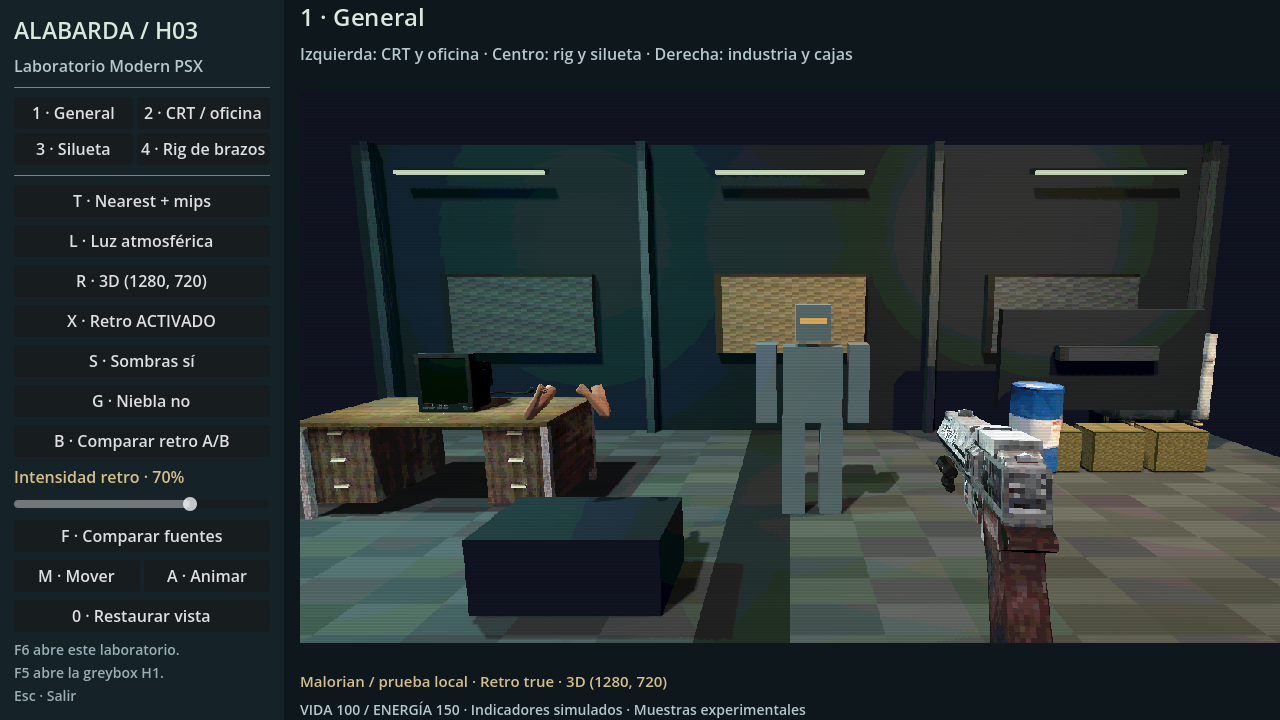 ALABARDA / H03
Laboratorio Modern PSX
1 · General
2 · CRT / oficina
3 · Silueta
4 · Rig de brazos
T · Nearest + mips
L · Luz atmosférica
R · 3D (1280, 720)
X · Retro ACTIVADO
S · Sombras sí
G · Niebla no
B · Comparar retro A/B
Intensidad retro · 70%
F · Comparar fuentes
M · Mover
A · Animar
0 · Restaurar vista
F6 abre este laboratorio.
F5 abre la greybox H1.
Esc · Salir
1 · General
Izquierda: CRT y oficina · Centro: rig y silueta · Derecha: industria y cajas
Malorian / prueba local · Retro true · 3D (1280, 720)
VIDA 100 / ENERGÍA 150 · Indicadores simulados · Muestras experimentales